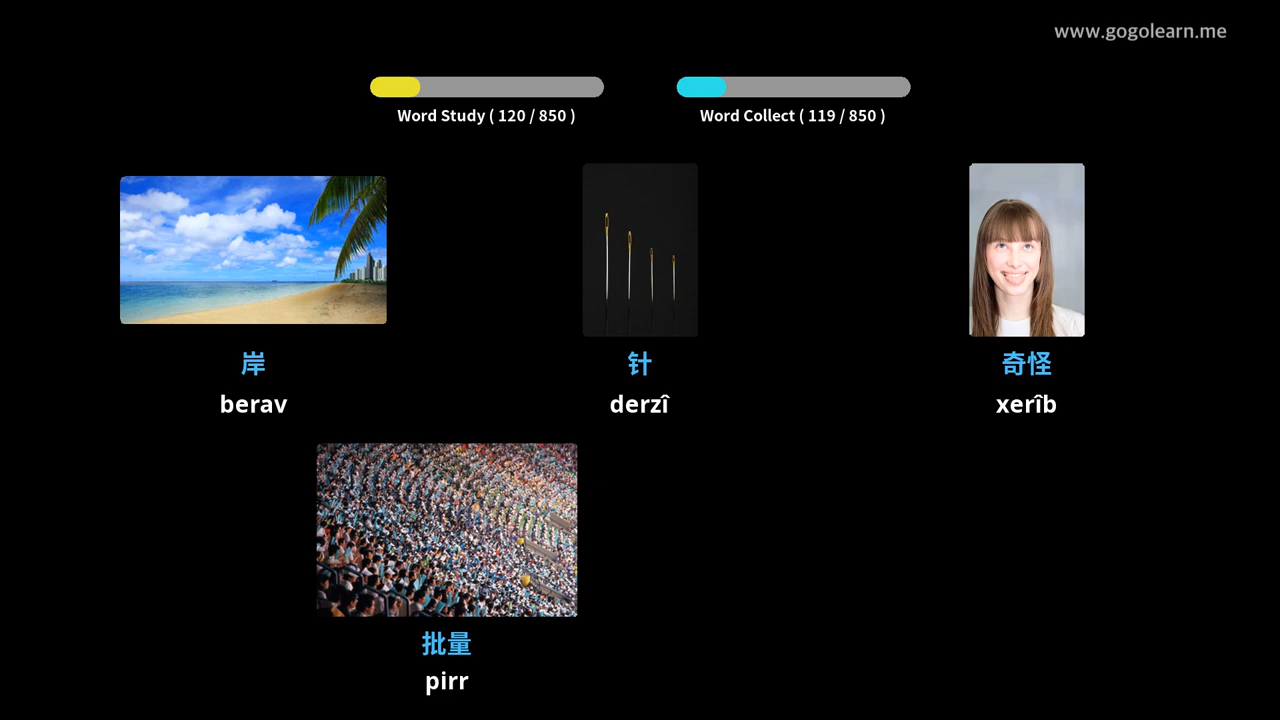 www.gogolearn.me
Word Study ( 120 / 850 )
Word Collect ( 119 / 850 )
岸
berav
针
derzî
奇怪
xerîb
批量
pirr